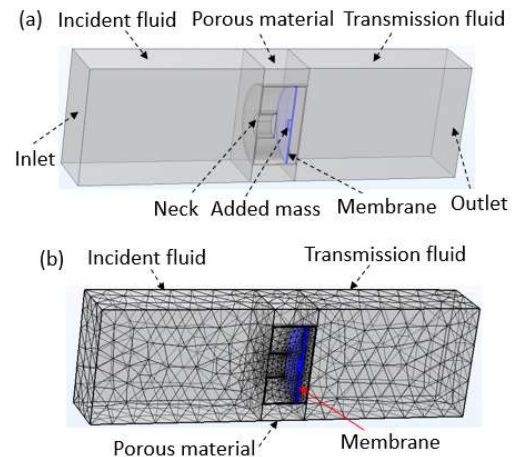 (a)
Incident fluid
Porous material
Transmission fluid
Inlet
Neck
Added mass
Membrane
Outlet
(b)
Incident fluid
Transmission fluid
Porous material
Membrane